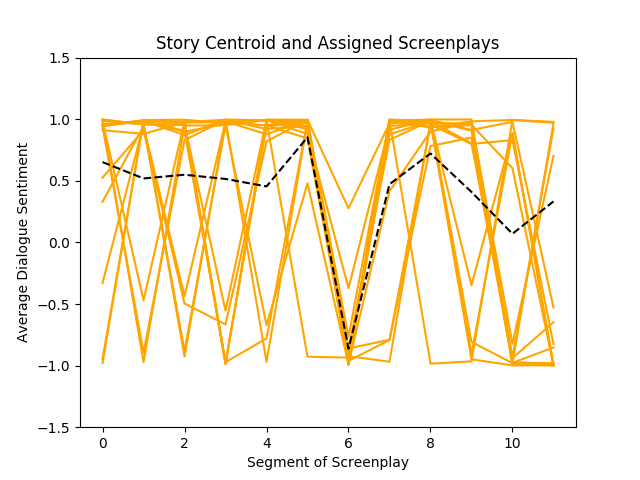 Story Centroid and Assigned Screenplays
1.5
1.0
0.5
0.0
−0.5
−1.0
−1.5
Average Dialogue Sentiment
0 2 4 6 8 10
Segment of Screenplay